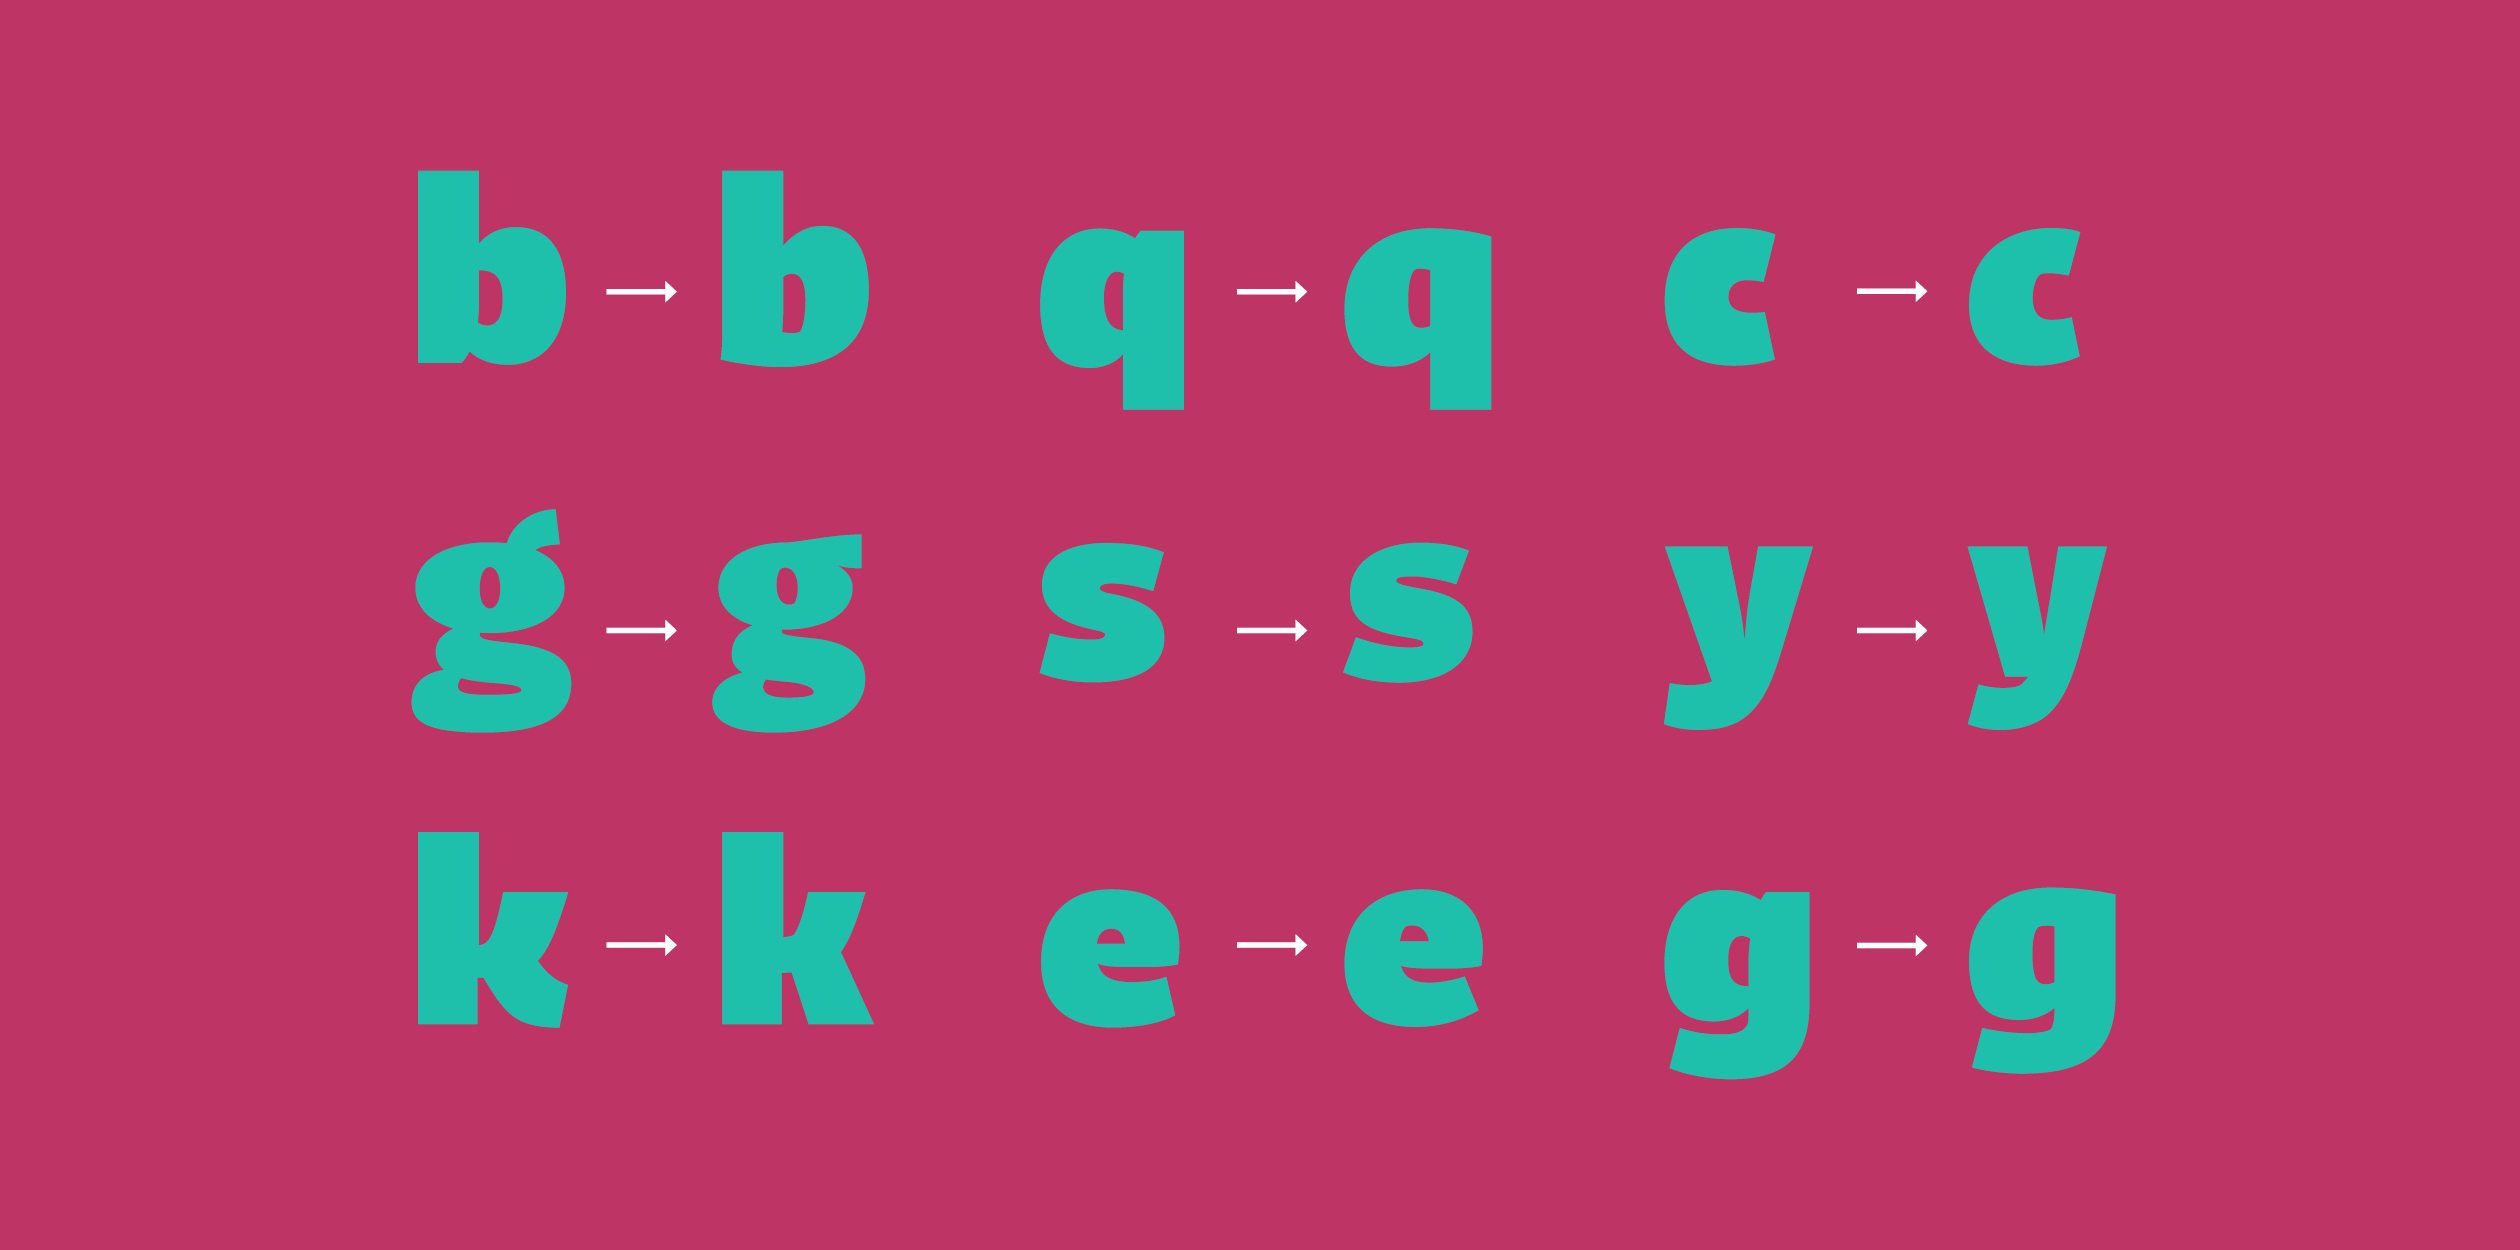 b → b q → q c → c
g → g s → s y → y
k → k e → e g → g